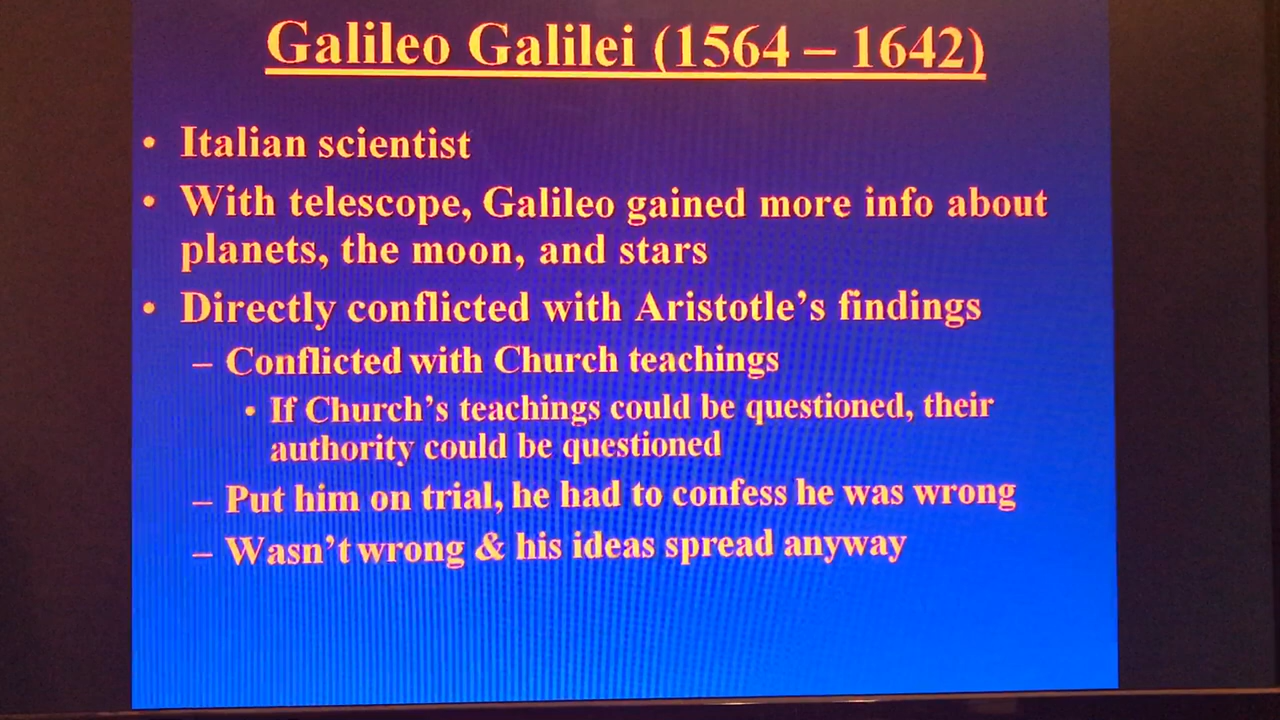 Galileo Galilei (1564 – 1642)
• Italian scientist
• With telescope, Galileo gained more info about
planets, the moon, and stars
• Directly conflicted with Aristotle's findings
– Conflicted with Church teachings
• If Church's teachings could be questioned, their
authority could be questioned
– Put him on trial, he had to confess he was wrong
– Wasn't wrong & his ideas spread anyway